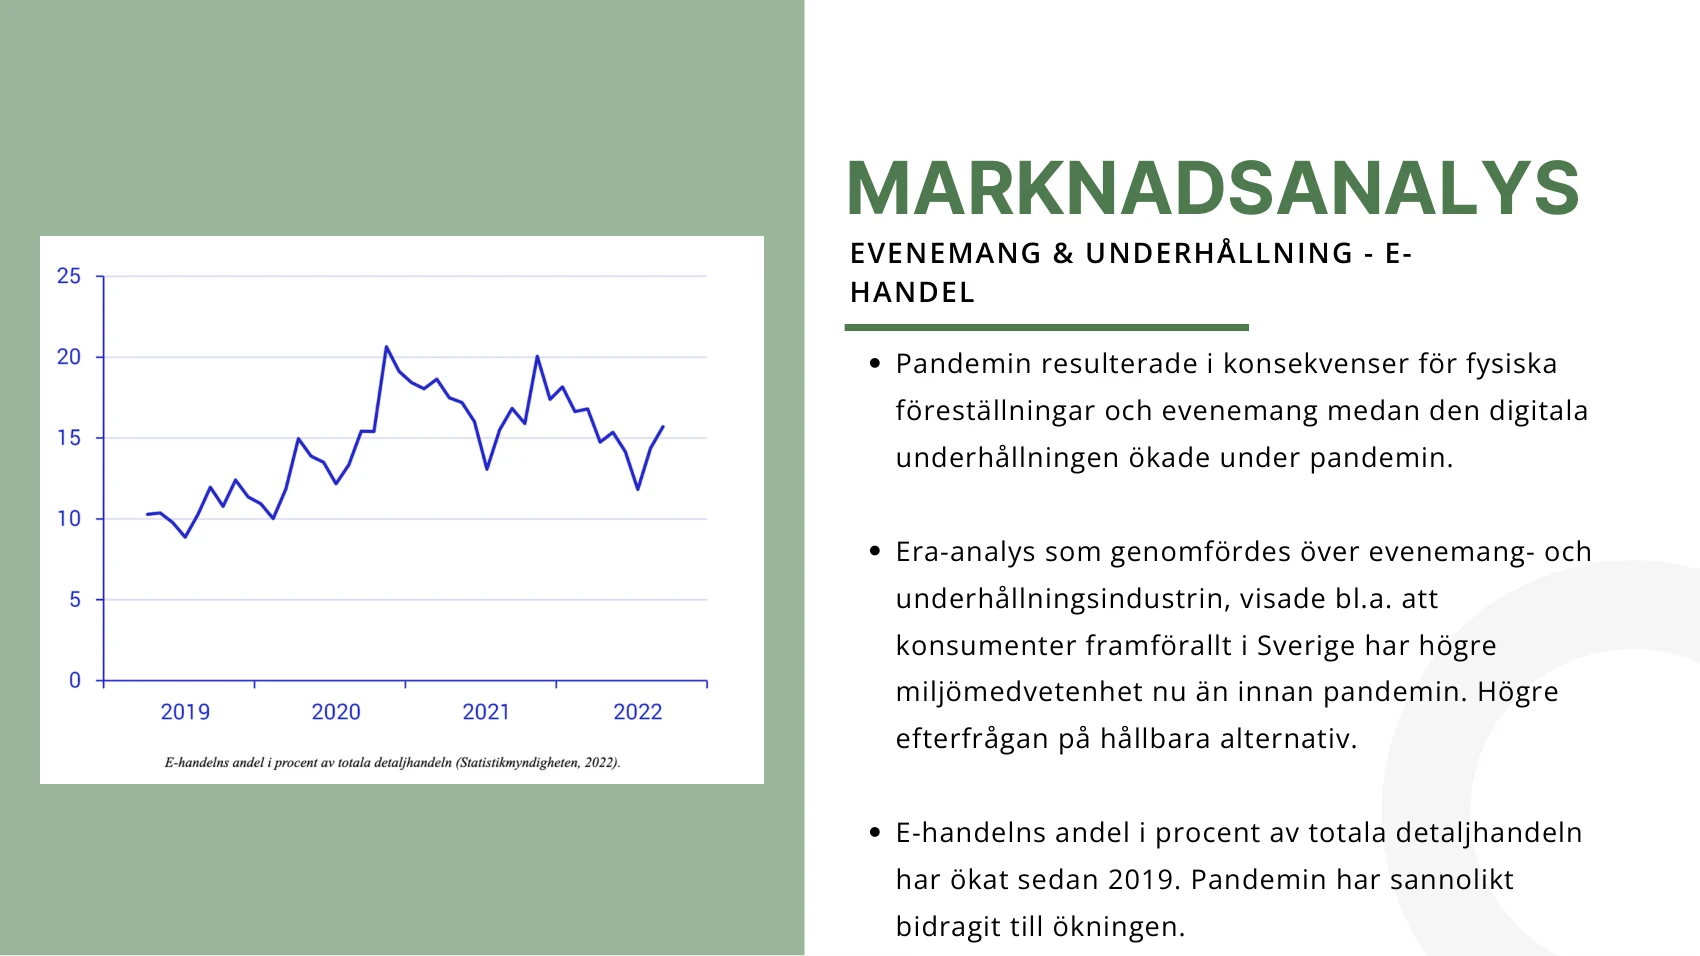 MARKNADSANALYS
EVENEMANG & UNDERHÅLLNING - E-
HANDEL
25
20
15
10
5
0
2019 2020 2021 2022
E-handelns andel i procent av totala detaljhandeln (Statistikmyndigheten, 2022).
• Pandemin resulterade i konsekvenser för fysiska
föreställningar och evenemang medan den digitala
underhållningen ökade under pandemin.
• Era-analys som genomfördes över evenemang- och
underhållningsindustrin, visade bl.a. att
konsumenter framförallt i Sverige har högre
miljömedvetenhet nu än innan pandemin. Högre
efterfrågan på hållbara alternativ.
• E-handelns andel i procent av totala detaljhandeln
har ökat sedan 2019. Pandemin har sannolikt
bidragit till ökningen.